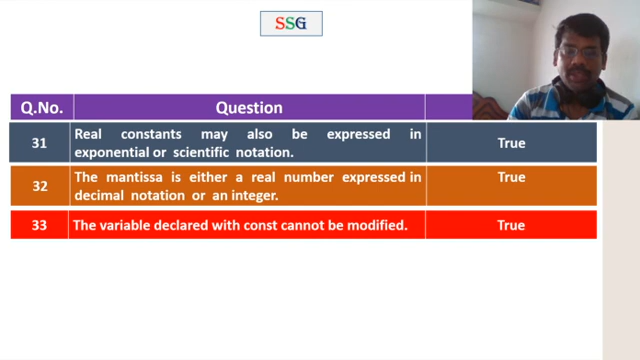 SSG
Q.No. Question
31 Real constants may also be expressed in exponential or scientific notation. True
32 The mantissa is either a real number expressed in decimal notation or an integer. True
33 The variable declared with const cannot be modified. True